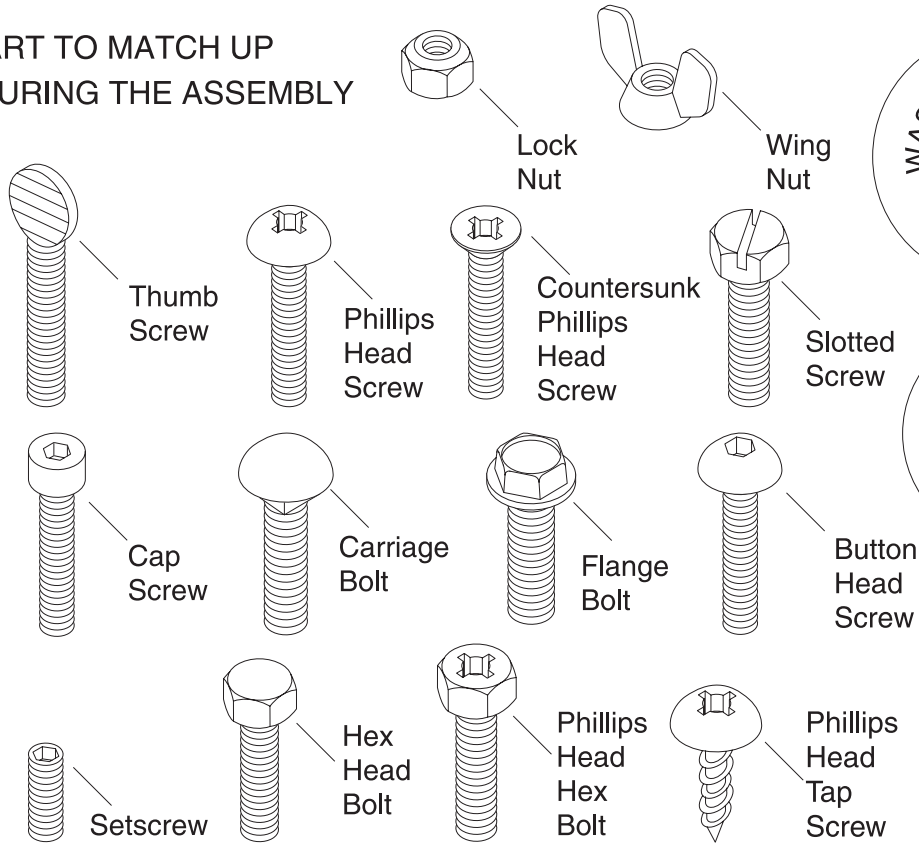 ART TO MATCH UP
URING THE ASSEMBLY
Lock
Nut
Wing
Nut
Thumb
Screw
Phillips
Head
Screw
Countersunk
Phillips
Head
Screw
Slotted
Screw
Cap
Screw
Carriage
Bolt
Flange
Bolt
Button
Head
Screw
Setscrew
Hex
Head
Bolt
Phillips
Head
Hex
Bolt
Phillips
Head
Tap
Screw